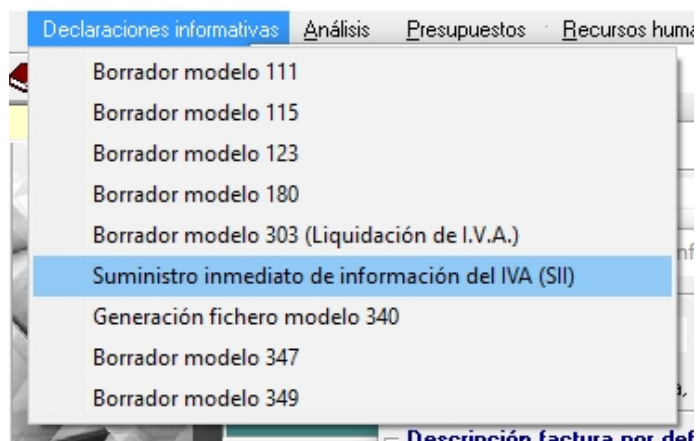 Declaraciones informativas Análisis Presupuestos Recursos
Borrador modelo 111
Borrador modelo 115
Borrador modelo 123
Borrador modelo 180
Borrador modelo 303 (Liquidación de I.V.A.)
Suministro inmediato de información del IVA (SII)
Generación fichero modelo 340
Borrador modelo 347
Borrador modelo 349
Descripción factura por